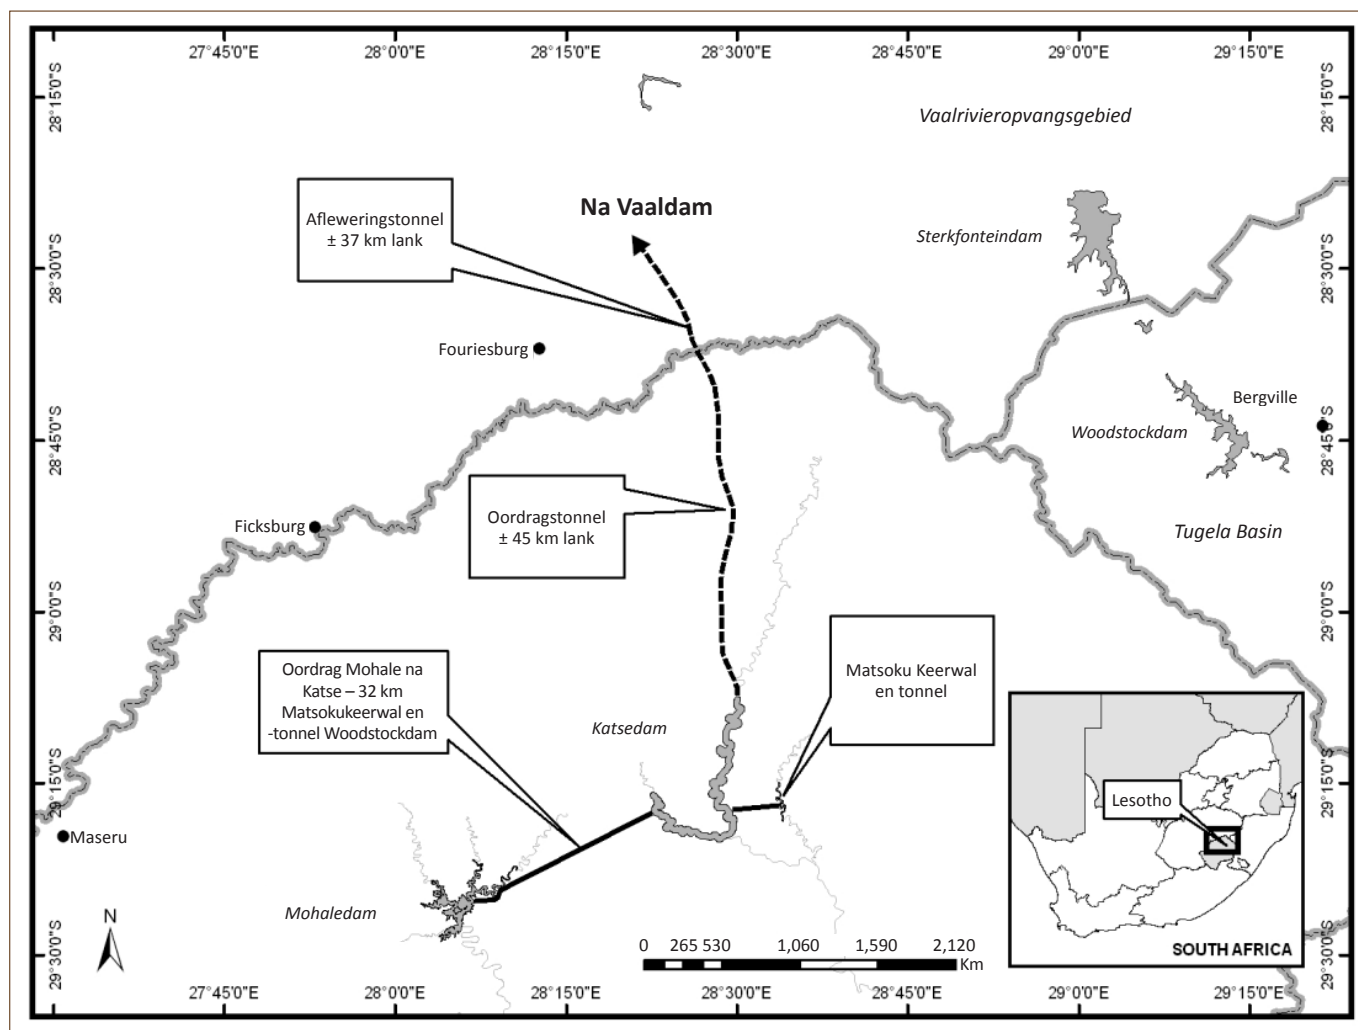 27°45'0"E
28°0'0"E
28°15'0"E
28°30'0"E
28°45'0"E
29°0'0"E
29°15'0"E
28°15'0"S
28°15'0"S
Vaalrivieropvangsgebied
Afleweringstonnel
± 37 km lank
Na Vaaldam
Sterkfonteindam
28°30'0"S
28°30'0"S
Fouriesburg
Bergville
Woodstockdam
28°45'0"S
28°45'0"S
Oordragstonnel
± 45 km lank
Ficksburg
Tugela Basin
29°0'0"S
29°0'0"S
Oordrag Mohale na
Katse – 32 km
Matsokukeerwal en
-tonnel Woodstockdam
Matsoku Keerwal
en tonnel
Katsedam
29°15'0"S
29°15'0"S
Lesotho
Maseru
Mohaledam
N
0 265 530 1,060 1,590 2,120
Km
SOUTH AFRICA
29°30'0"S
29°30'0"S
27°45'0"E
28°0'0"E
28°15'0"E
28°30'0"E
28°45'0"E
29°0'0"E
29°15'0"E